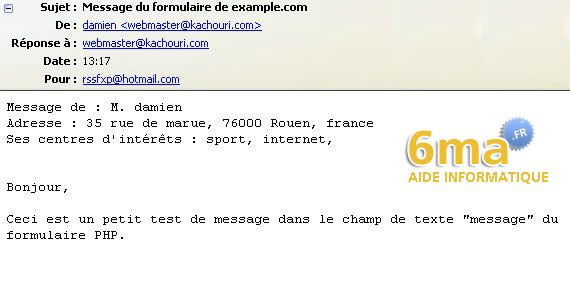 Sujet : Message du formulaire de example.com
De : damien <webmaster@kachouri.com>
Réponse à : webmaster@kachouri.com
Date : 13:17
Pour : rssfxp@hotmail.com
Message de : M. damien
Adresse : 35 rue de marue, 76000 Rouen, france
Ses centres d'intérêts : sport, internet,
6ma .FR
AIDE INFORMATIQUE
Bonjour,
Ceci est un petit test de message dans le champ de texte "message" du
formulaire PHP.